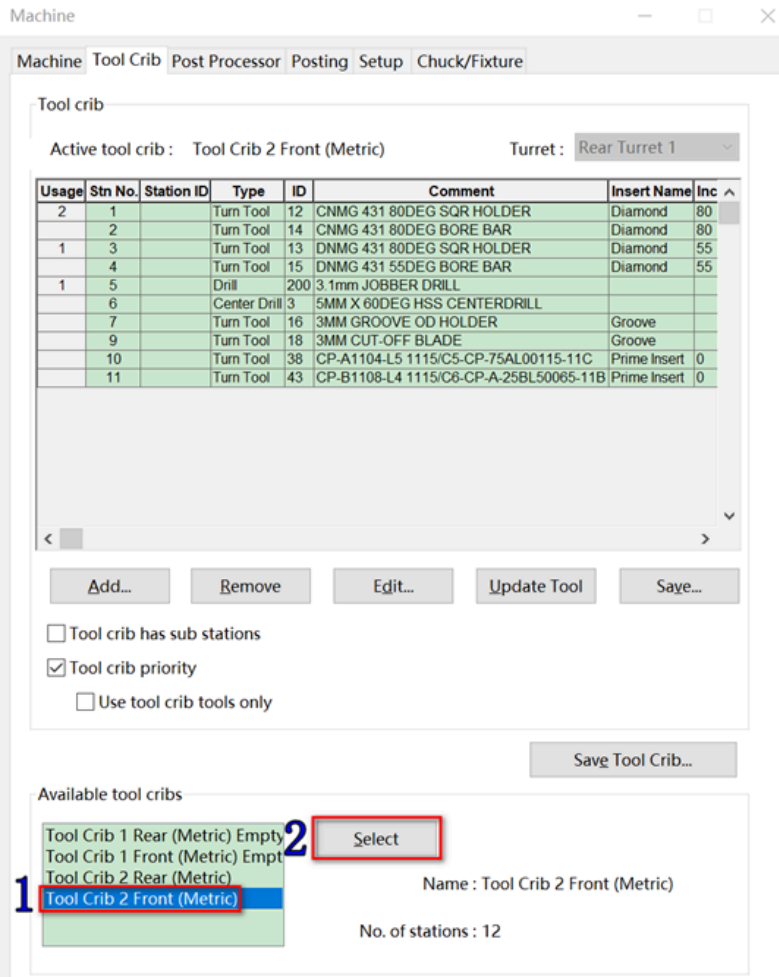 Machine
Machine Tool Crib Post Processor Posting Setup Chuck/Fixture
Tool crib
Active tool crib : Tool Crib 2 Front (Metric) Turret : Rear Turret 1
Usage Stn No. Station ID Type ID Comment Insert Name Inc
2 1 Turn Tool 12 CNMG 431 80DEG SQR HOLDER Diamond 80
2 Turn Tool 14 CNMG 431 80DEG BORE BAR Diamond 80
1 3 Turn Tool 13 DNMG 431 80DEG SQR HOLDER Diamond 55
4 Turn Tool 15 DNMG 431 55DEG BORE BAR Diamond 55
1 5 Drill 200 3.1mm JOBBER DRILL
6 Center Drill 3 5MM X 60DEG HSS CENTERDRILL
7 Turn Tool 16 3MM GROOVE OD HOLDER Groove
9 Turn Tool 18 3MM CUT-OFF BLADE Groove
10 Turn Tool 38 CP-A1104-L5 1115/C5-CP-75AL00115-11C Prime Insert 0
11 Turn Tool 43 CP-B1108-L4 1115/C6-CP-A-25BL50065-11B Prime Insert 0
Add... Remove Edit... Update Tool Save...
Tool crib has sub stations
Tool crib priority
Use tool crib tools only
Save Tool Crib...
Available tool cribs
Tool Crib 1 Rear (Metric) Empty
Tool Crib 1 Front (Metric) Empt
Tool Crib 2 Rear (Metric)
1 Tool Crib 2 Front (Metric)
2 Select
Name : Tool Crib 2 Front (Metric)
No. of stations : 12